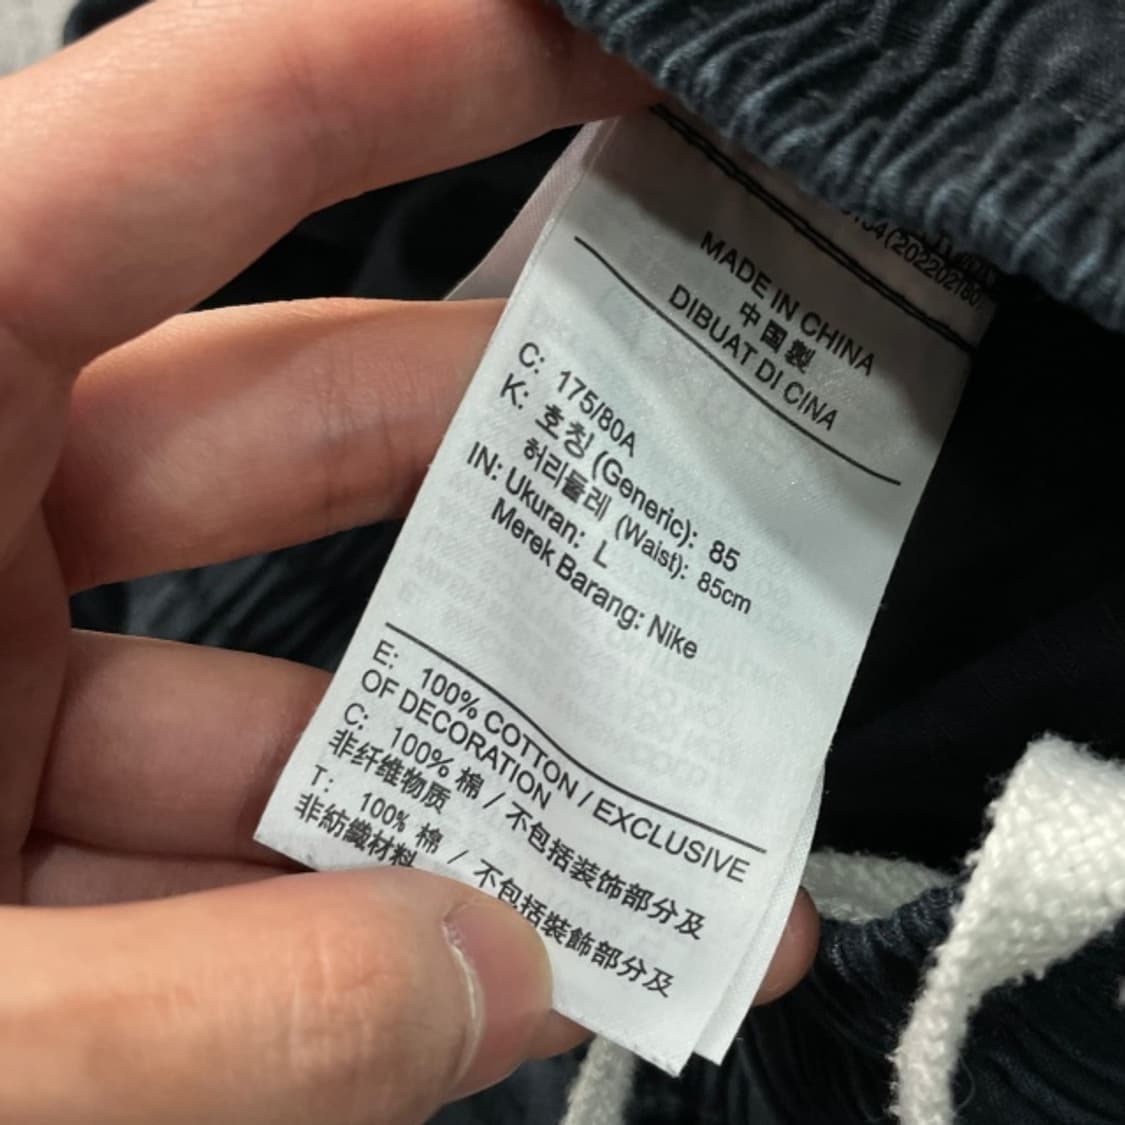 MADE IN CHINA
中国製
DIBUAT DI CINA
C: 175/80A
K: 호칭 (Generic): 85
허리둘레 (Waist): 85cm
IN: Ukuran: L
Merek Barang: Nike
E: 100% COTTON / EXCLUSIVE
OF DECORATION
C: 100% 棉 / 不包括装饰部分及
非纤维物质
T: 100% 棉 / 不包括裝飾部分及
非紡織材料